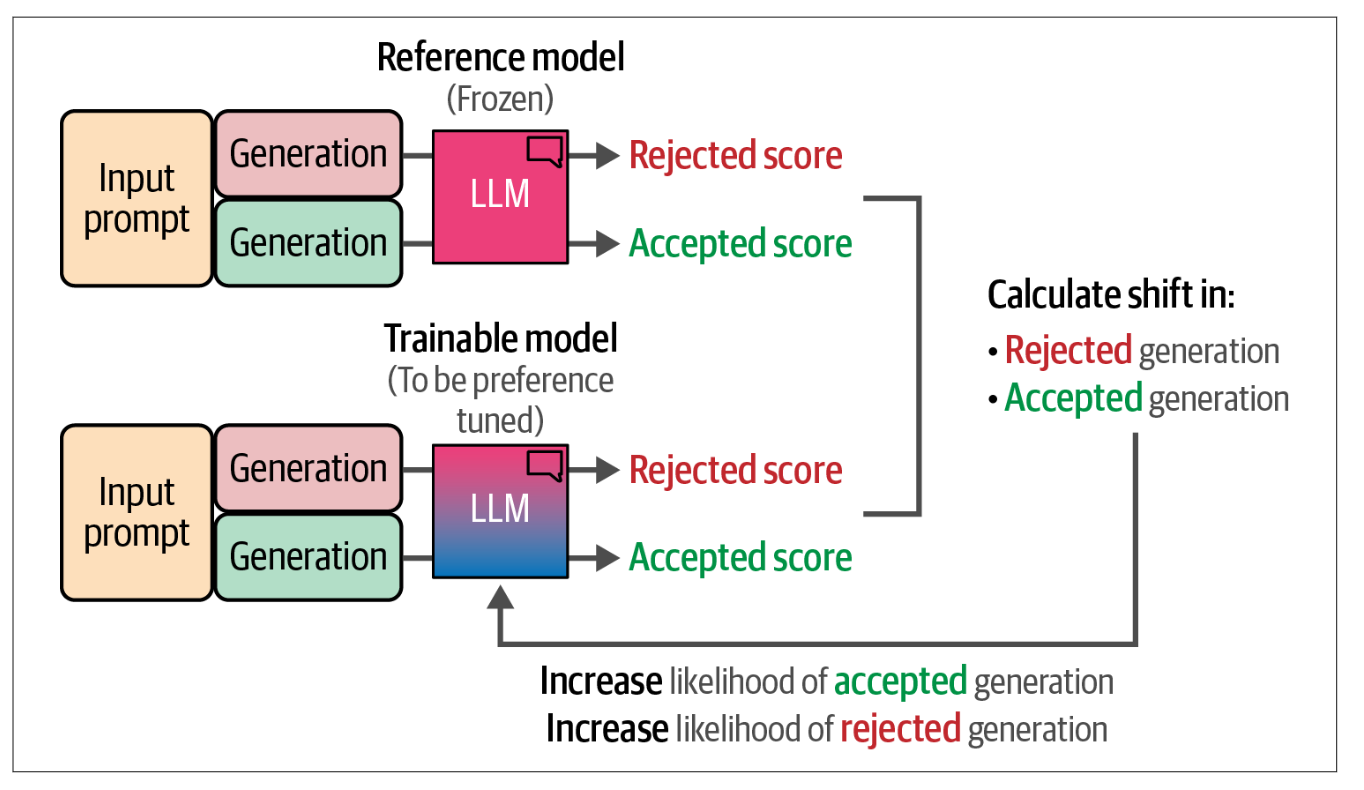 Reference model
(Frozen)
Input
prompt
Generation
Generation
LLM
Rejected score
Accepted score
Trainable model
(To be preference
tuned)
Input
prompt
Generation
Generation
LLM
Rejected score
Accepted score
Calculate shift in:
• Rejected generation
• Accepted generation
Increase likelihood of accepted generation
Increase likelihood of rejected generation